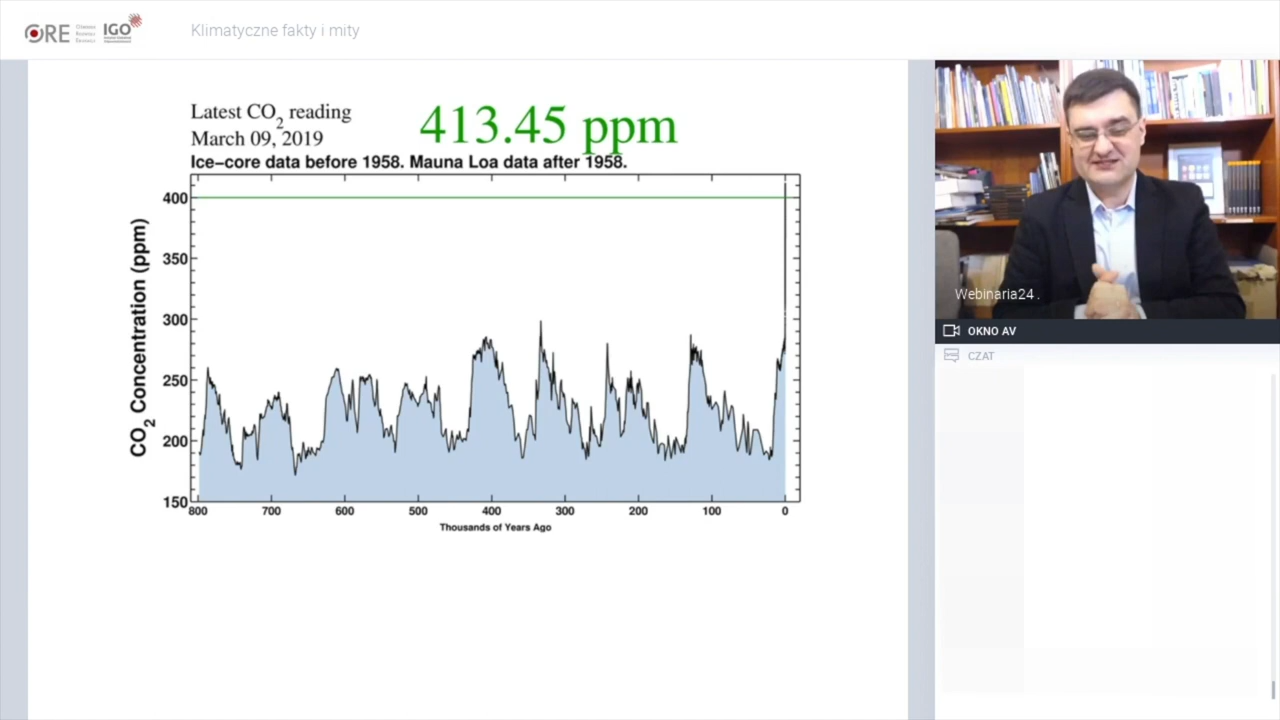 ORE
IGO
Klimatyczne fakty i mity
Latest CO2 reading
March 09, 2019
413.45 ppm
Ice-core data before 1958. Mauna Loa data after 1958.
CO2 Concentration (ppm)
400
350
300
250
200
150
800 700 600 500 400 300 200 100 0
Thousands of Years Ago
Webinaria24 .
OKNO AV
CZAT